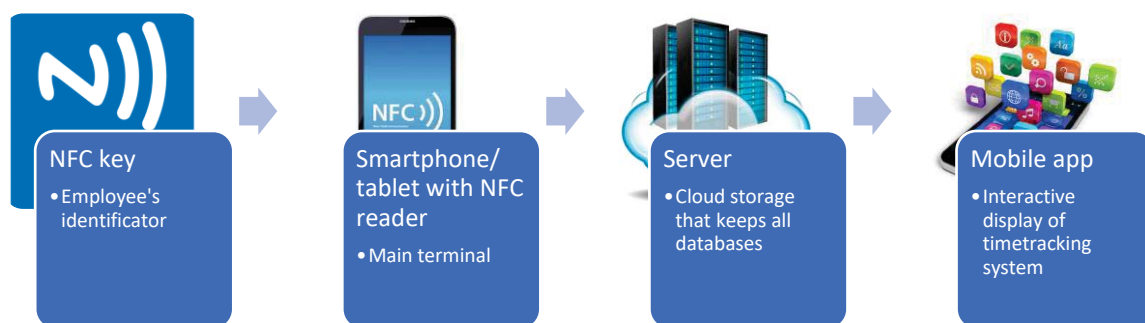 NFC
NFC key
•Employee's
identificator
Smartphone/
tablet with NFC
reader
•Main terminal
Server
•Cloud storage
that keeps all
databases
Aa
%
Mobile app
•Interactive
display of
timetracking
system